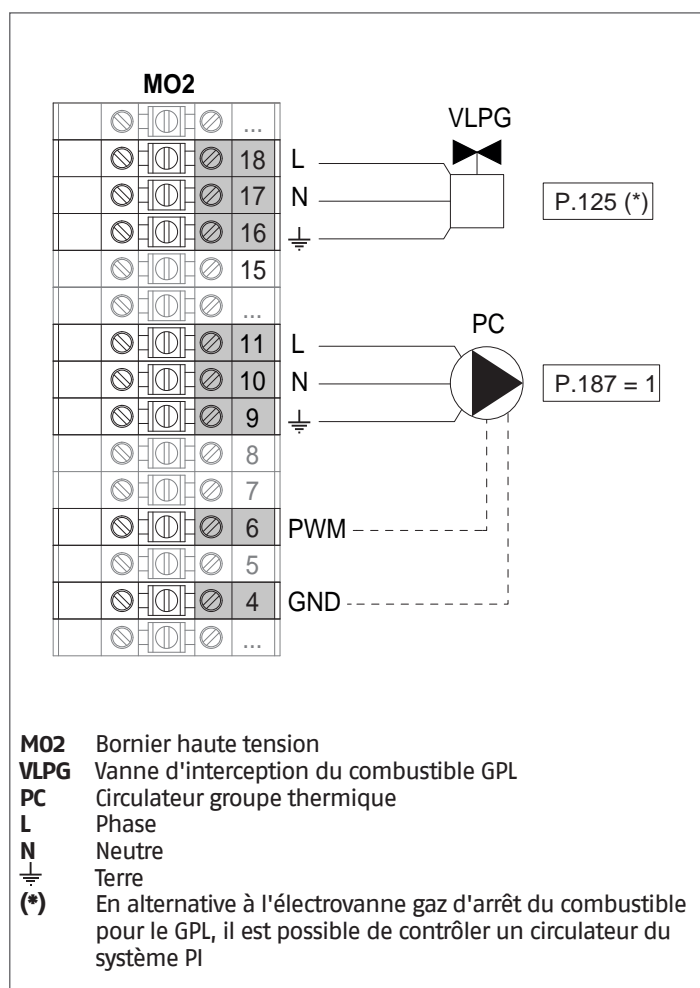 MO2
...
18 L
17 N
16
15
...
11 L
10 N
9
8
7
6 PWM
5
4 GND
...
VLPG
P.125 (*)
PC
P.187 = 1
M02 Bornier haute tension
VLPG Vanne d'interception du combustible GPL
PC Circulateur groupe thermique
L Phase
N Neutre
⏚ Terre
(*) En alternative à l'électrovanne gaz d'arrêt du combustible
pour le GPL, il est possible de contrôler un circulateur du
système PI